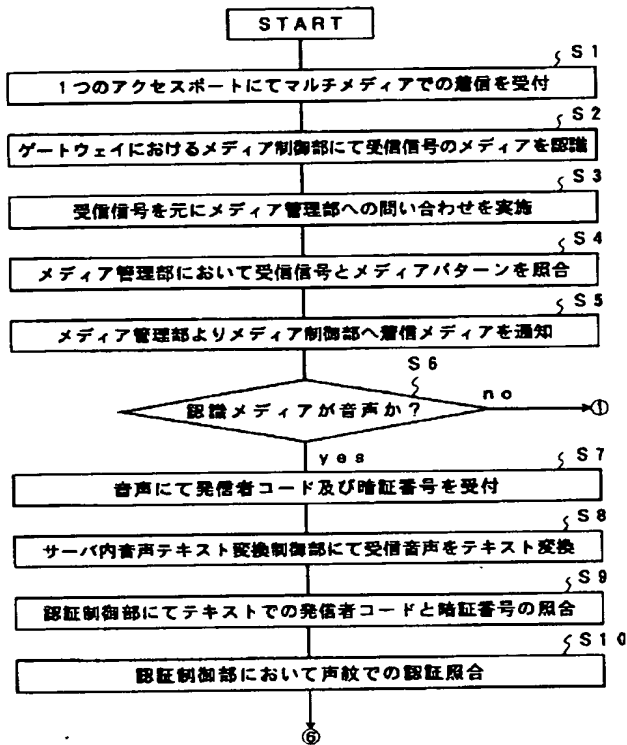 START
S1
1つのアクセスポートにてマルチメディアでの着信を受付
S2
ゲートウェイにおけるメディア制御部にて受信信号のメディアを認識
S3
受信信号を元にメディア管理部への問い合わせを実施
S4
メディア管理部において受信信号とメディアパターンを照合
S5
メディア管理部よりメディア制御部へ着信メディアを通知
S6
認識メディアが音声か？
no
①
yes
S7
音声にて発信者コード及び暗証番号を受付
S8
サーバ内音声テキスト変換制御部にて受信音声をテキスト変換
S9
認証制御部にてテキストでの発信者コードと暗証番号の照合
S10
認証制御部において声紋での認証照合
⑥